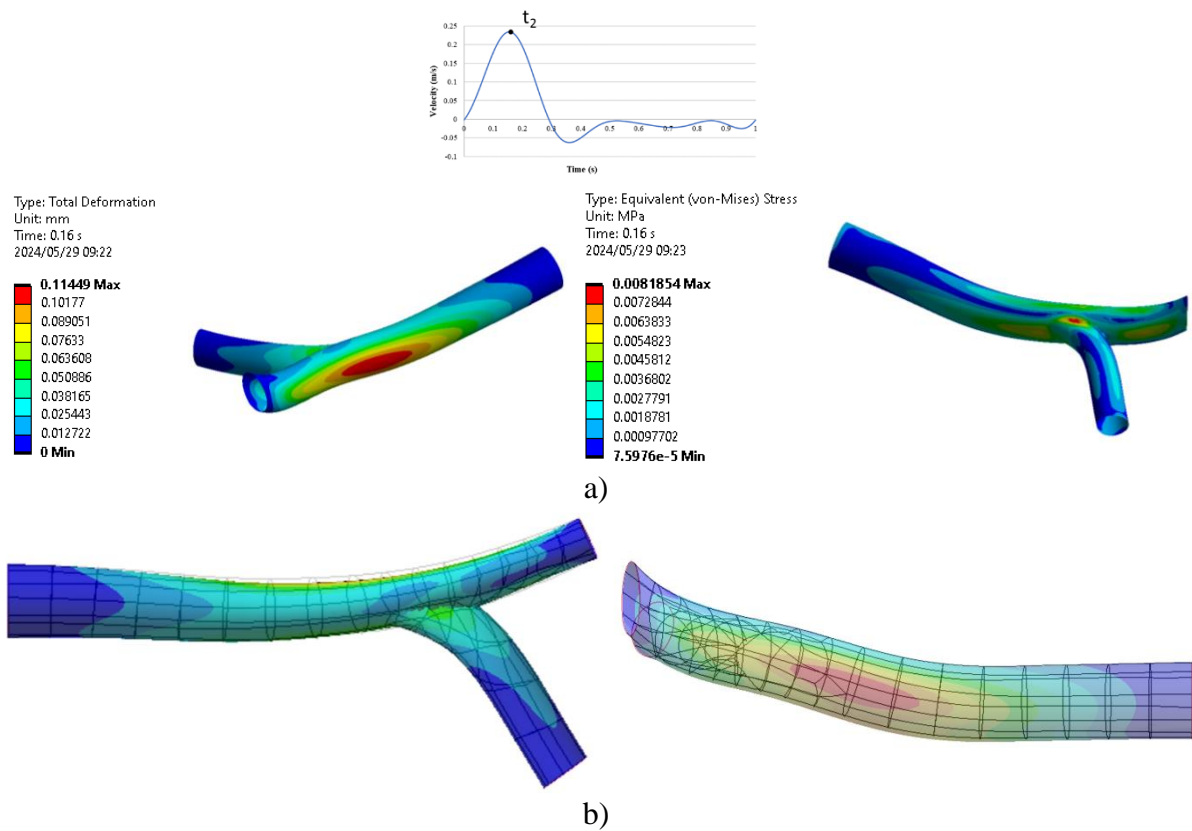 t2
0.25
0.2
0.15
0.1
0.05
0
-0.05
-0.1
Velocity (m/s)
0 0.1 0.2 0.3 0.4 0.5 0.6 0.7 0.8 0.9 1
Time (s)
Type: Total Deformation
Unit: mm
Time: 0.16 s
2024/05/29 09:22
0.11449 Max
0.10177
0.089051
0.07633
0.063608
0.050886
0.038165
0.025443
0.012722
0 Min
Type: Equivalent (von-Mises) Stress
Unit: MPa
Time: 0.16 s
2024/05/29 09:23
0.0081854 Max
0.0072844
0.0063833
0.0054823
0.0045812
0.0036802
0.0027791
0.0018781
0.00097702
7.5976e-5 Min
a)
b)